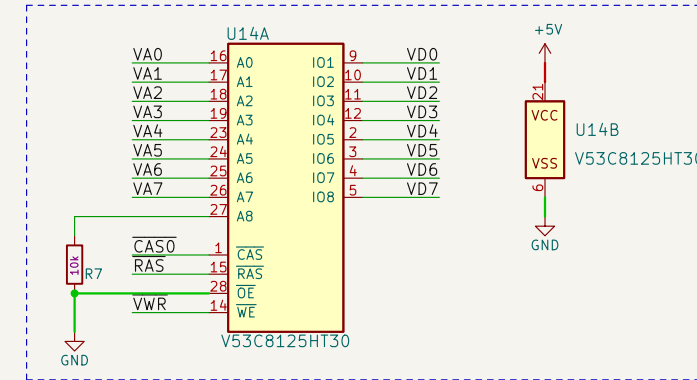 U14A
+5V
VA0 16 A0 IO1 9 VD0
VA1 17 A1 IO2 10 VD1
VA2 18 A2 IO3 11 VD2
VA3 19 A3 IO4 12 VD3
VA4 23 A4 IO5 2 VD4
VA5 24 A5 IO6 3 VD5
VA6 25 A6 IO7 4 VD6
VA7 26 A7 IO8 5 VD7
27 A8
21
VCC
VSS
6
U14B
V53C8125HT30
GND
CAS0 1 CAS
RAS 15 RAS
28 OE
VWR 14 WE
10k
R7
GND
V53C8125HT30